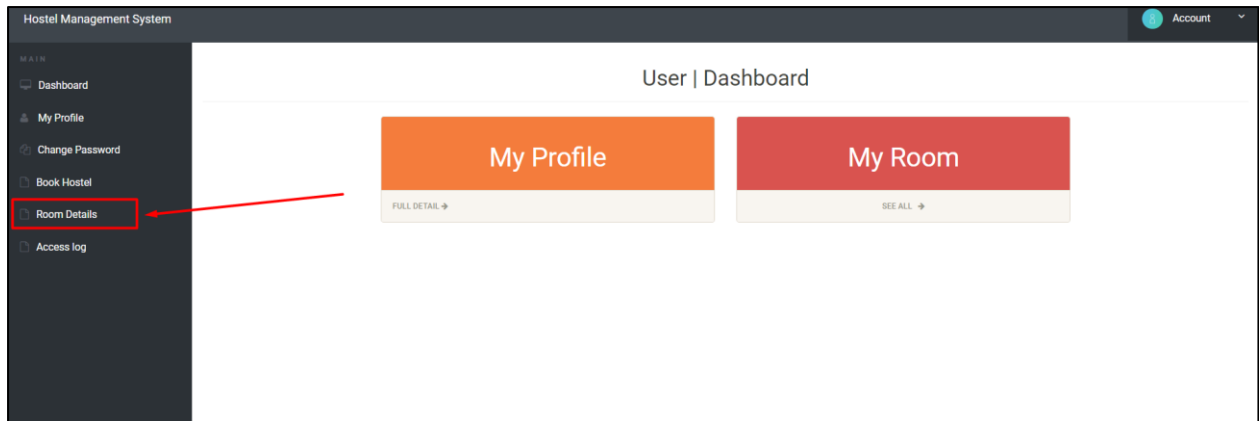 Hostel Management System
Account
MAIN
Dashboard
My Profile
Change Password
Book Hostel
Room Details
Access log
User | Dashboard
My Profile
FULL DETAIL
My Room
SEE ALL